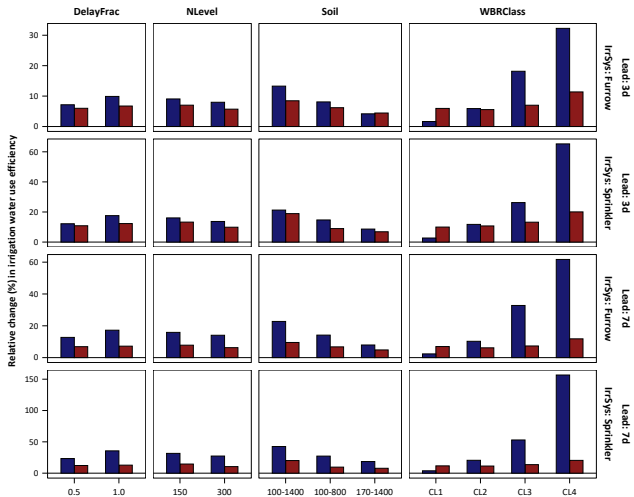 DelayFrac NLevel Soil WBRClass
Relative change (%) in irrigation water use efficiency
30
20
10
0
Lead: 3d
IrrSys: Furrow
60
40
20
0
Lead: 3d
IrrSys: Sprinkler
60
40
20
0
Lead: 7d
IrrSys: Furrow
150
100
50
0
Lead: 7d
IrrSys: Sprinkler
0.5 1.0 150 300 100-1400 100-800 170-1400 CL1 CL2 CL3 CL4